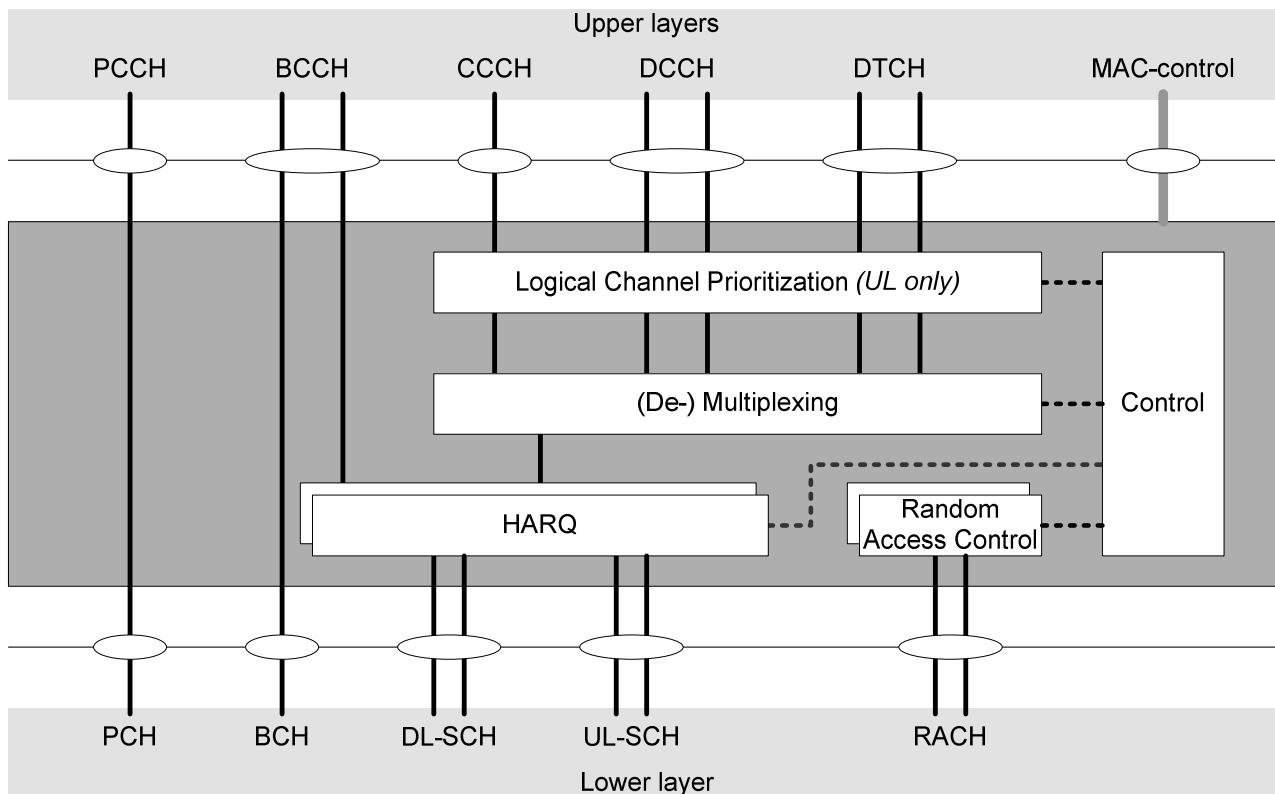 Upper layers
PCCH
BCCH
CCCH
DCCH
DTCH
MAC-control
Logical Channel Prioritization (UL only)
(De-) Multiplexing
Control
HARQ
Random
Access Control
PCH
BCH
DL-SCH
UL-SCH
RACH
Lower layer